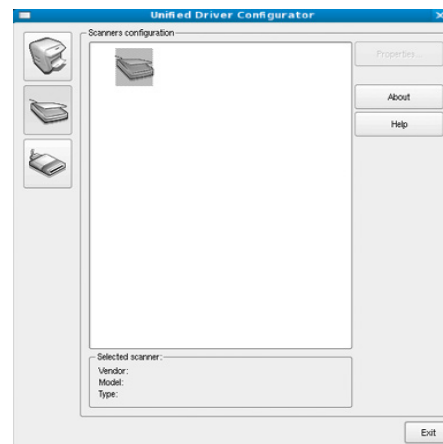 Unified Driver Configurator
Scanners configuration
Properties...
About
Help
Selected scanner:
Vendor:
Model:
Type:
Exit